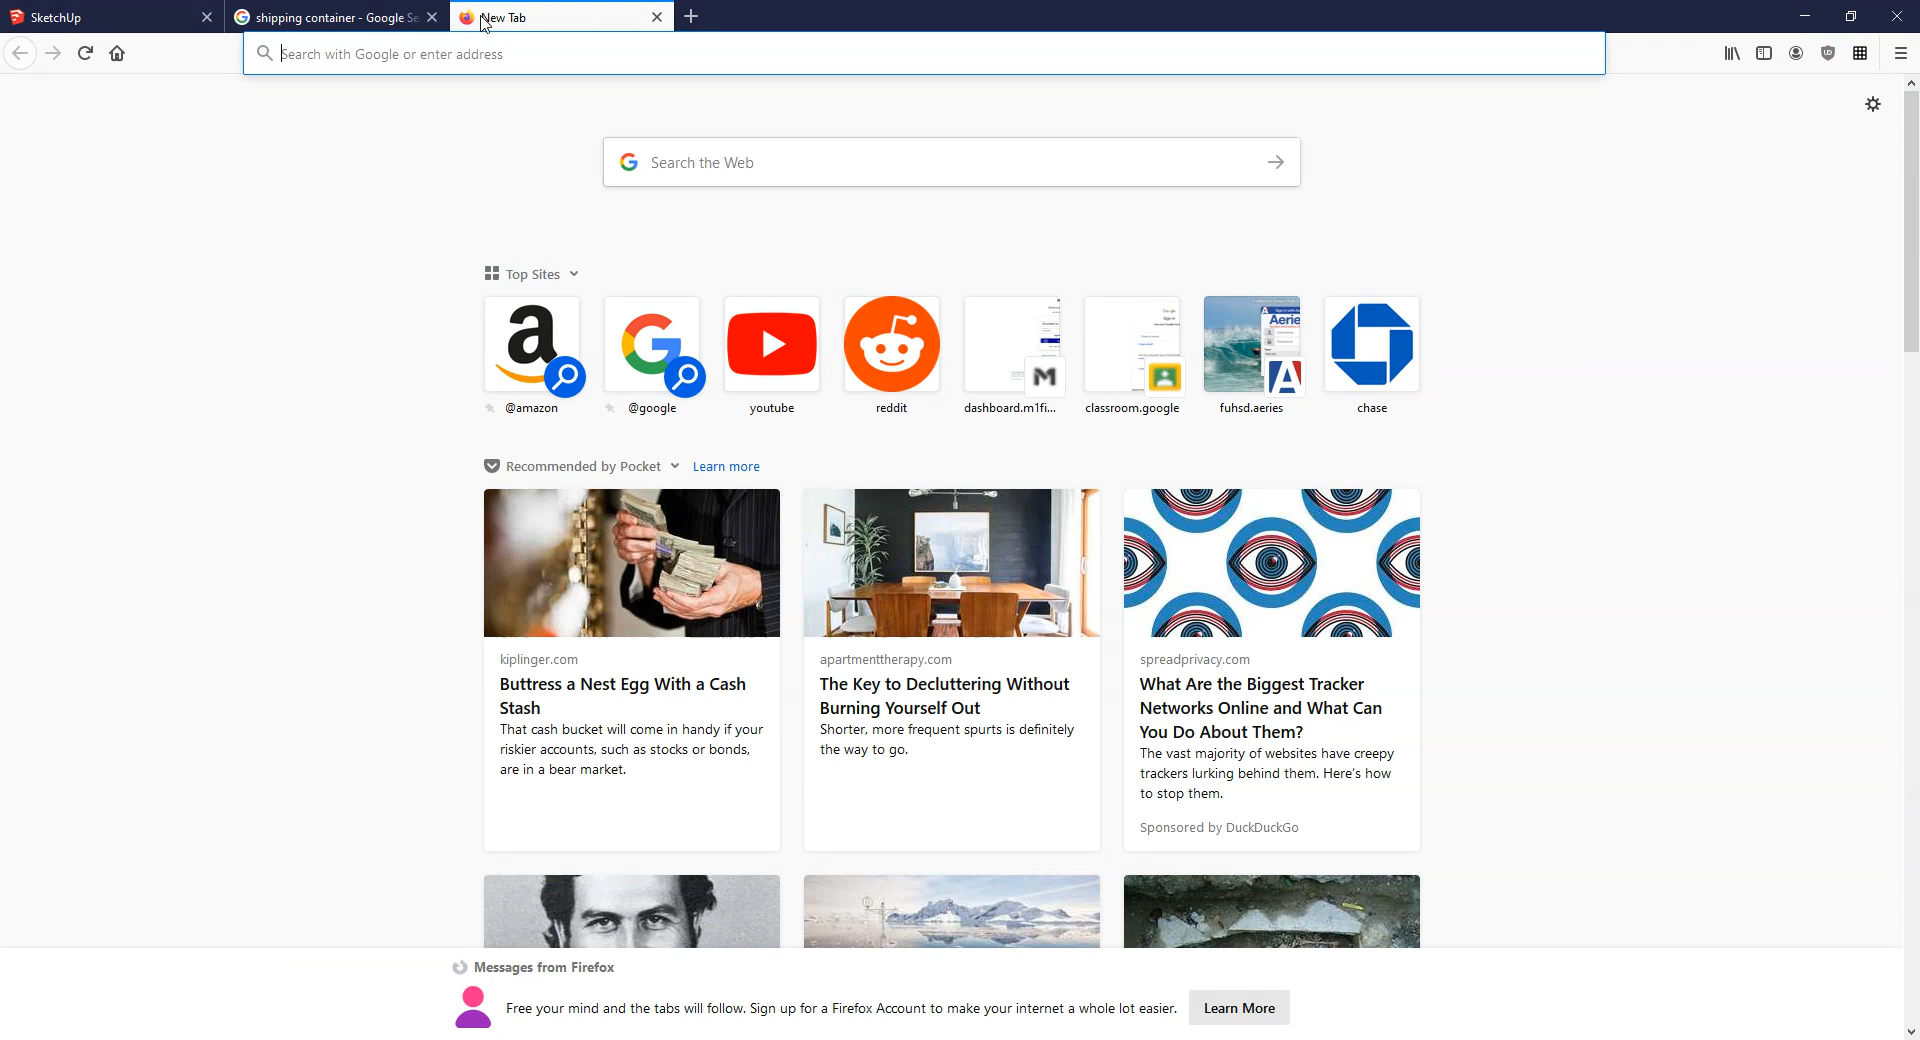 SketchUp
shipping container - Google Se
New Tab
Search with Google or enter address
Search the Web
Top Sites
@amazon
@google
youtube
reddit
dashboard.m1fi...
classroom.google
fuhsd.aeries
chase
Recommended by Pocket
Learn more
kiplinger.com
Buttress a Nest Egg With a Cash
Stash
That cash bucket will come in handy if your
riskier accounts, such as stocks or bonds,
are in a bear market.
apartmenttherapy.com
The Key to Decluttering Without
Burning Yourself Out
Shorter, more frequent spurts is definitely
the way to go.
spreadprivacy.com
What Are the Biggest Tracker
Networks Online and What Can
You Do About Them?
The vast majority of websites have creepy
trackers lurking behind them. Here's how
to stop them.
Sponsored by DuckDuckGo
Messages from Firefox
Free your mind and the tabs will follow. Sign up for a Firefox Account to make your internet a whole lot easier.
Learn More